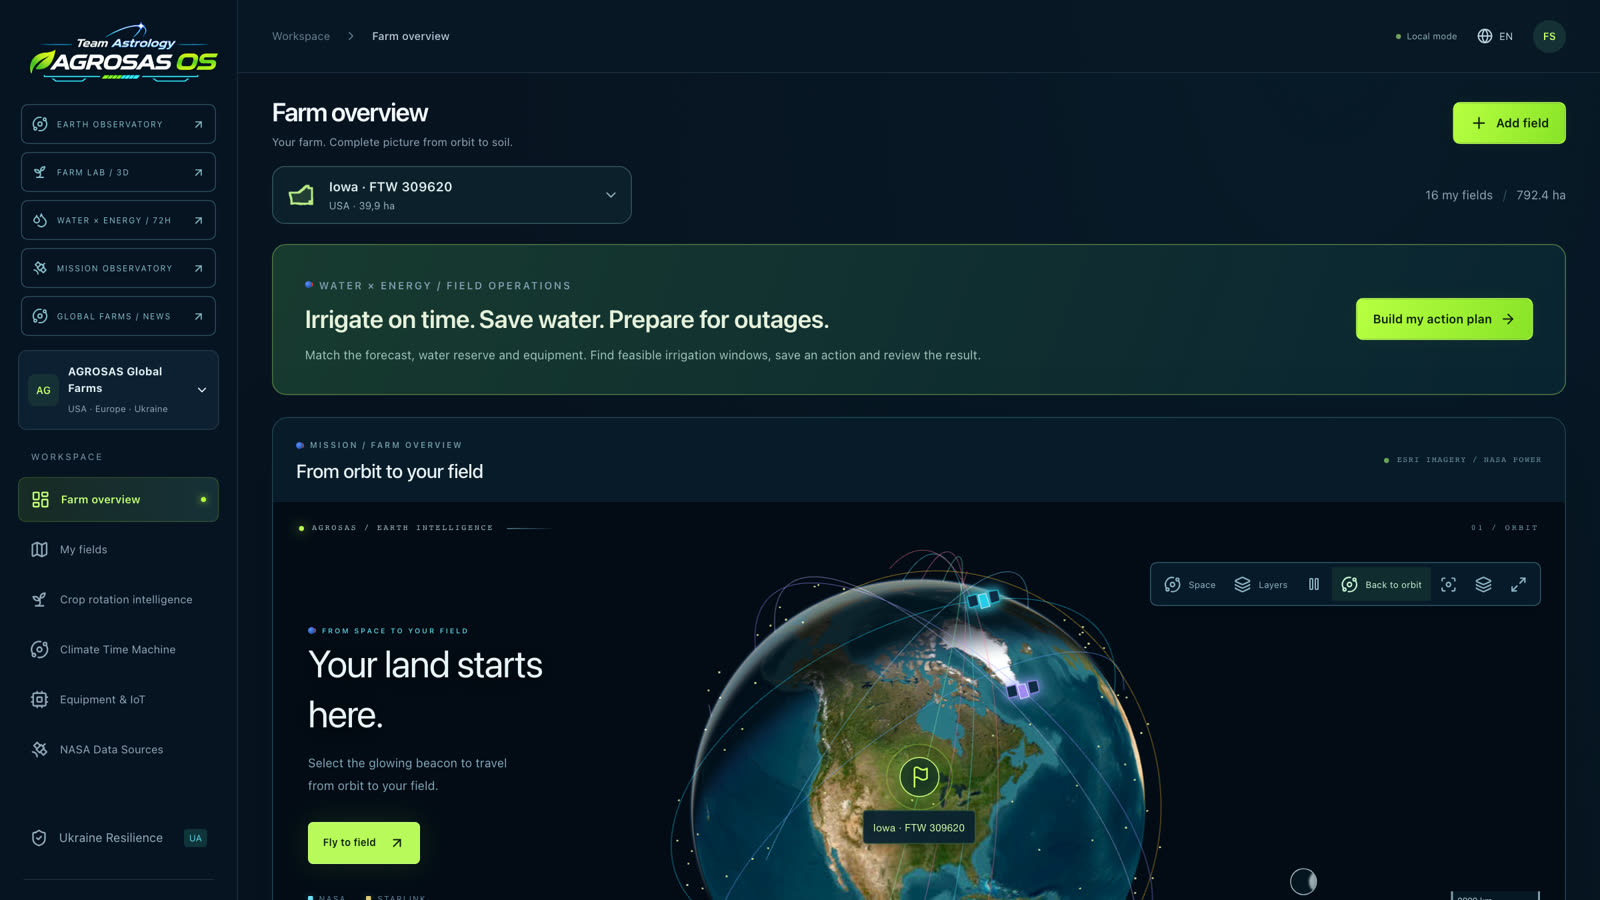 Team Astrology
AGROSAS OS
EARTH OBSERVATORY
FARM LAB / 3D
WATER × ENERGY / 72H
MISSION OBSERVATORY
GLOBAL FARMS / NEWS
AG
AGROSAS Global
Farms
USA · Europe · Ukraine
WORKSPACE
Farm overview
My fields
Crop rotation intelligence
Climate Time Machine
Equipment & IoT
NASA Data Sources
Ukraine Resilience UA
Workspace > Farm overview
Local mode
EN
FS
Farm overview
Your farm. Complete picture from orbit to soil.
+ Add field
Iowa · FTW 309620
USA · 39,9 ha
16 my fields / 792.4 ha
WATER × ENERGY / FIELD OPERATIONS
Irrigate on time. Save water. Prepare for outages.
Match the forecast, water reserve and equipment. Find feasible irrigation windows, save an action and review the result.
Build my action plan →
MISSION / FARM OVERVIEW
From orbit to your field
ESRI IMAGERY / NASA POWER
AGROSAS / EARTH INTELLIGENCE
01 / ORBIT
Space
Layers
Back to orbit
FROM SPACE TO YOUR FIELD
Your land starts
here.
Select the glowing beacon to travel
from orbit to your field.
Fly to field
Iowa · FTW 309620
NASA
STARLINK